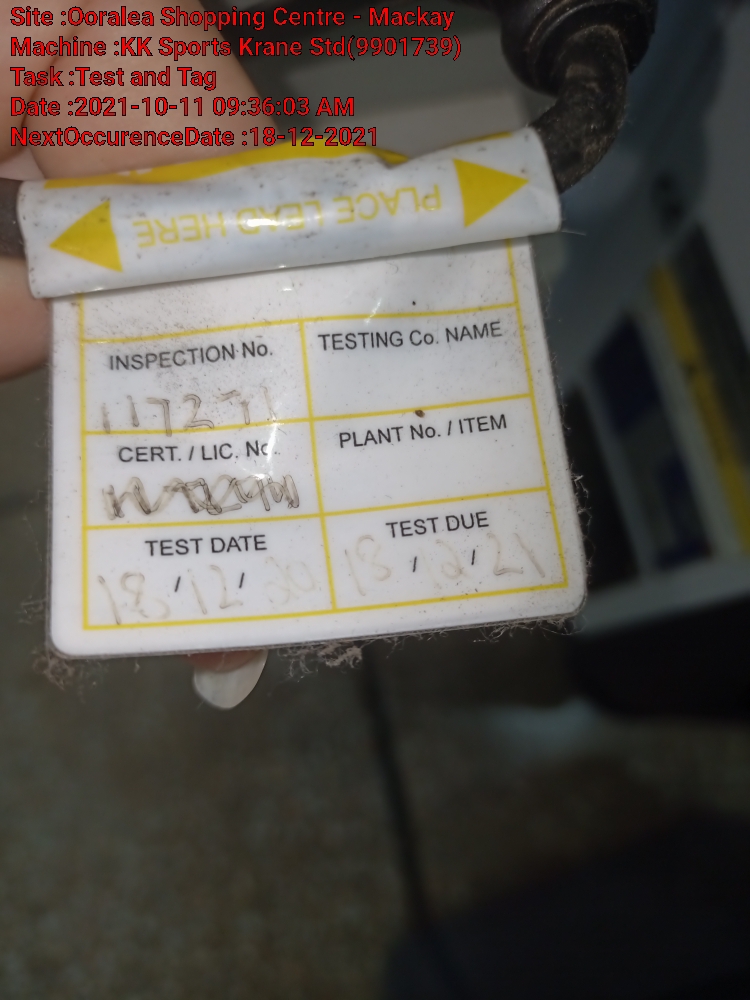 Site :Ooralea Shopping Centre - Mackay
Machine :KK Sports Krane Std(9901739)
Task :Test and Tag
Date :2021-10-11 09:36:03 AM
NextOccurenceDate :18-12-2021
PLACE LEAD HERE
INSPECTION No.
TESTING Co. NAME
117271
CERT. / LIC. No.
PLANT No. / ITEM
TEST DATE
TEST DUE
18/12/20
18/12/21